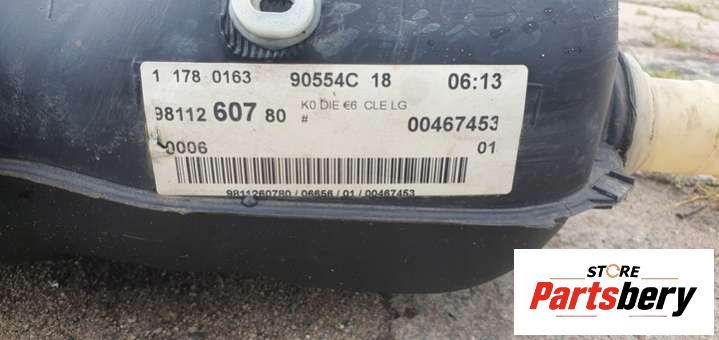 1 178 0163 90554C 18 06:13
98112 607 80 K0 DIE €6 CLE LG
# 00467453
0006 01
9811260780 / 06656 / 01 / 00467453
STORE
Partsbery